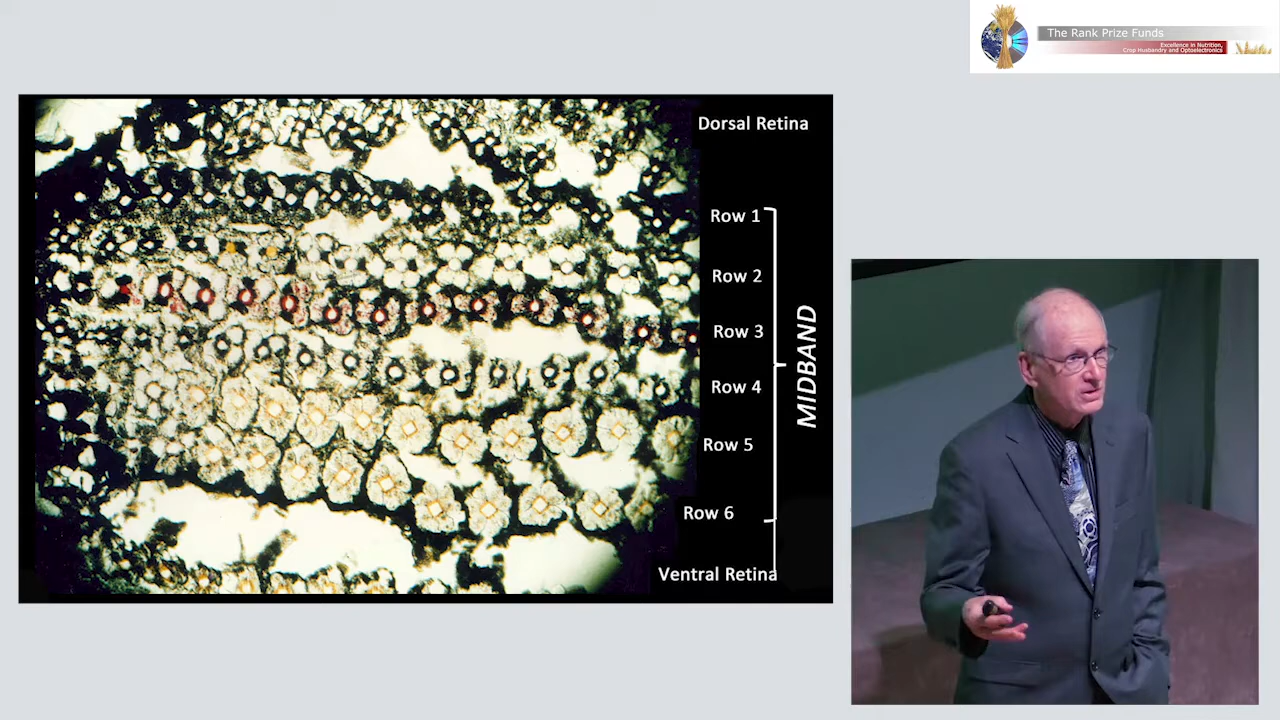 The Rank Prize Funds
Excellence in Nutrition,
Crop Husbandry and Optoelectronics
Dorsal Retina
Row 1
Row 2
Row 3
MIDBAND
Row 4
Row 5
Row 6
Ventral Retina